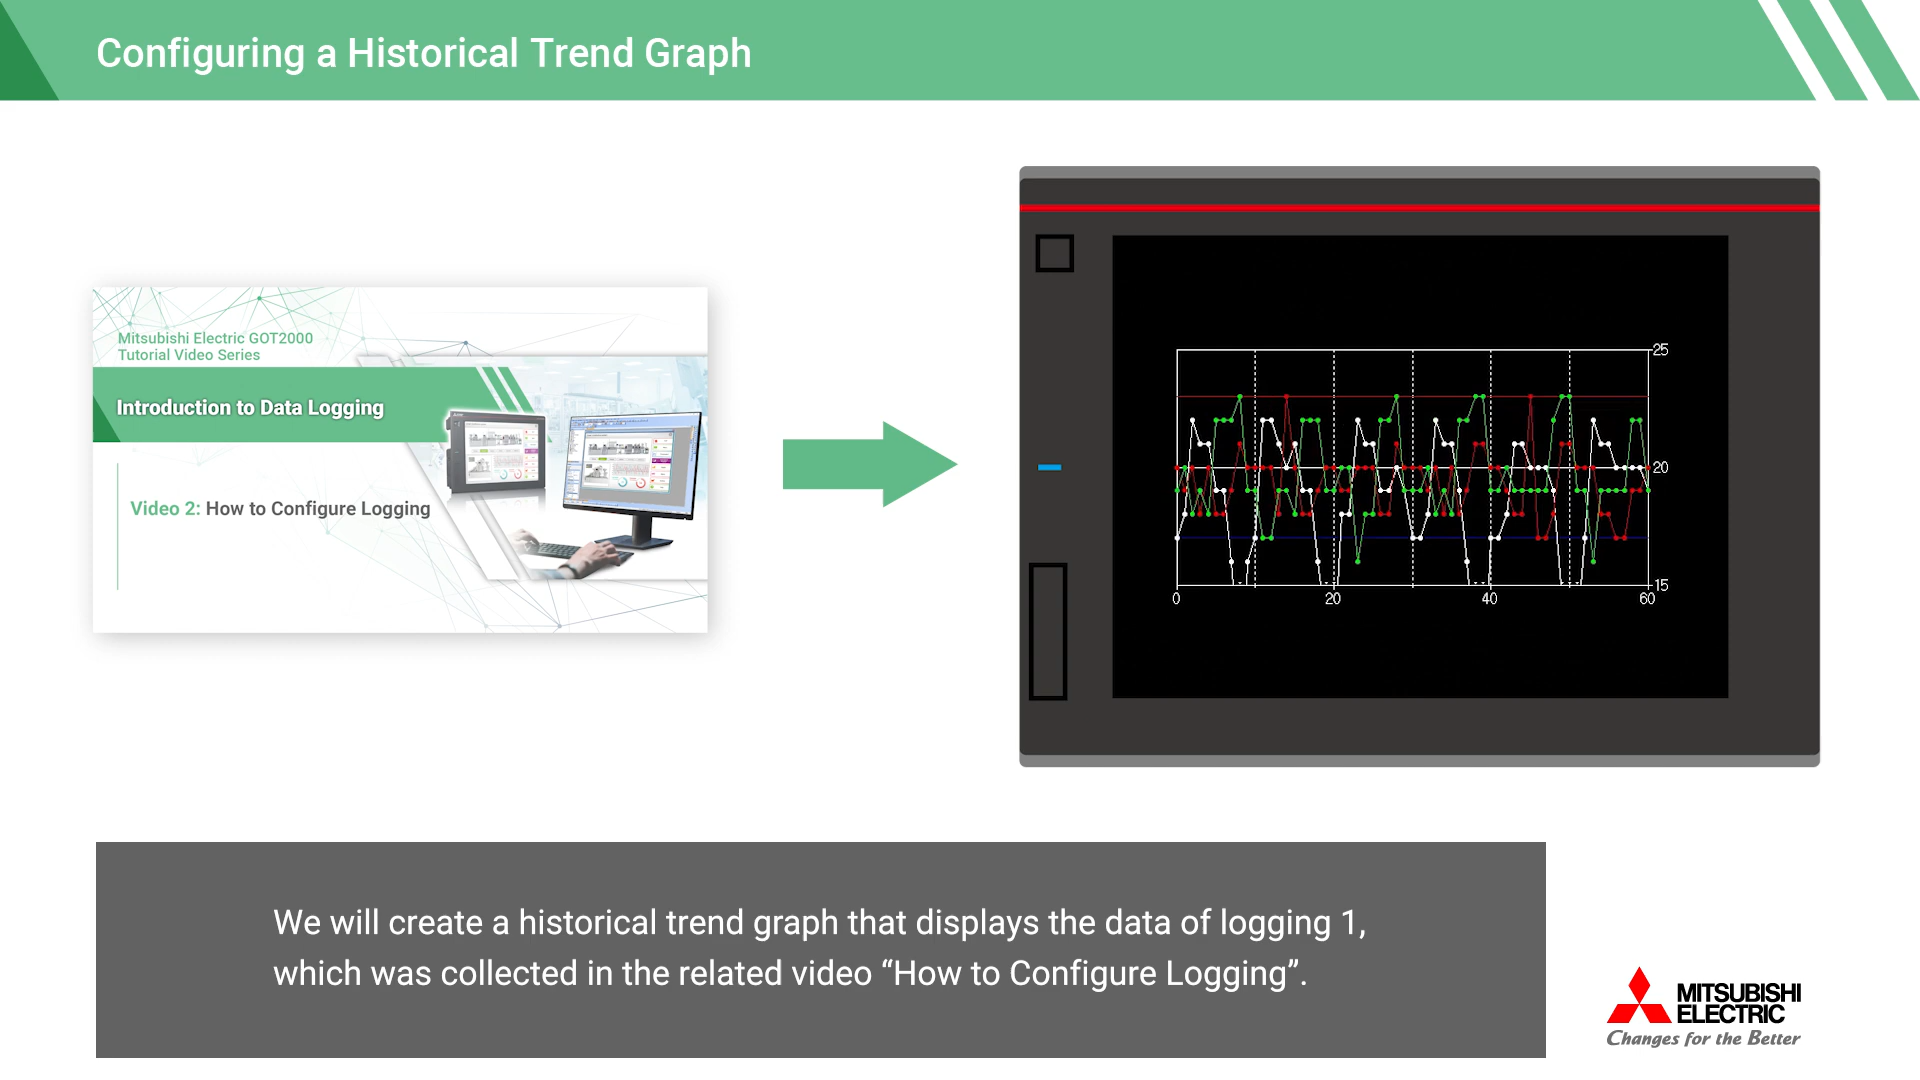 Configuring a Historical Trend Graph
Mitsubishi Electric GOT2000
Tutorial Video Series
Introduction to Data Logging
Video 2: How to Configure Logging
25
20
15
0
20
40
60
We will create a historical trend graph that displays the data of logging 1,
which was collected in the related video “How to Configure Logging”.
MITSUBISHI
ELECTRIC
Changes for the Better